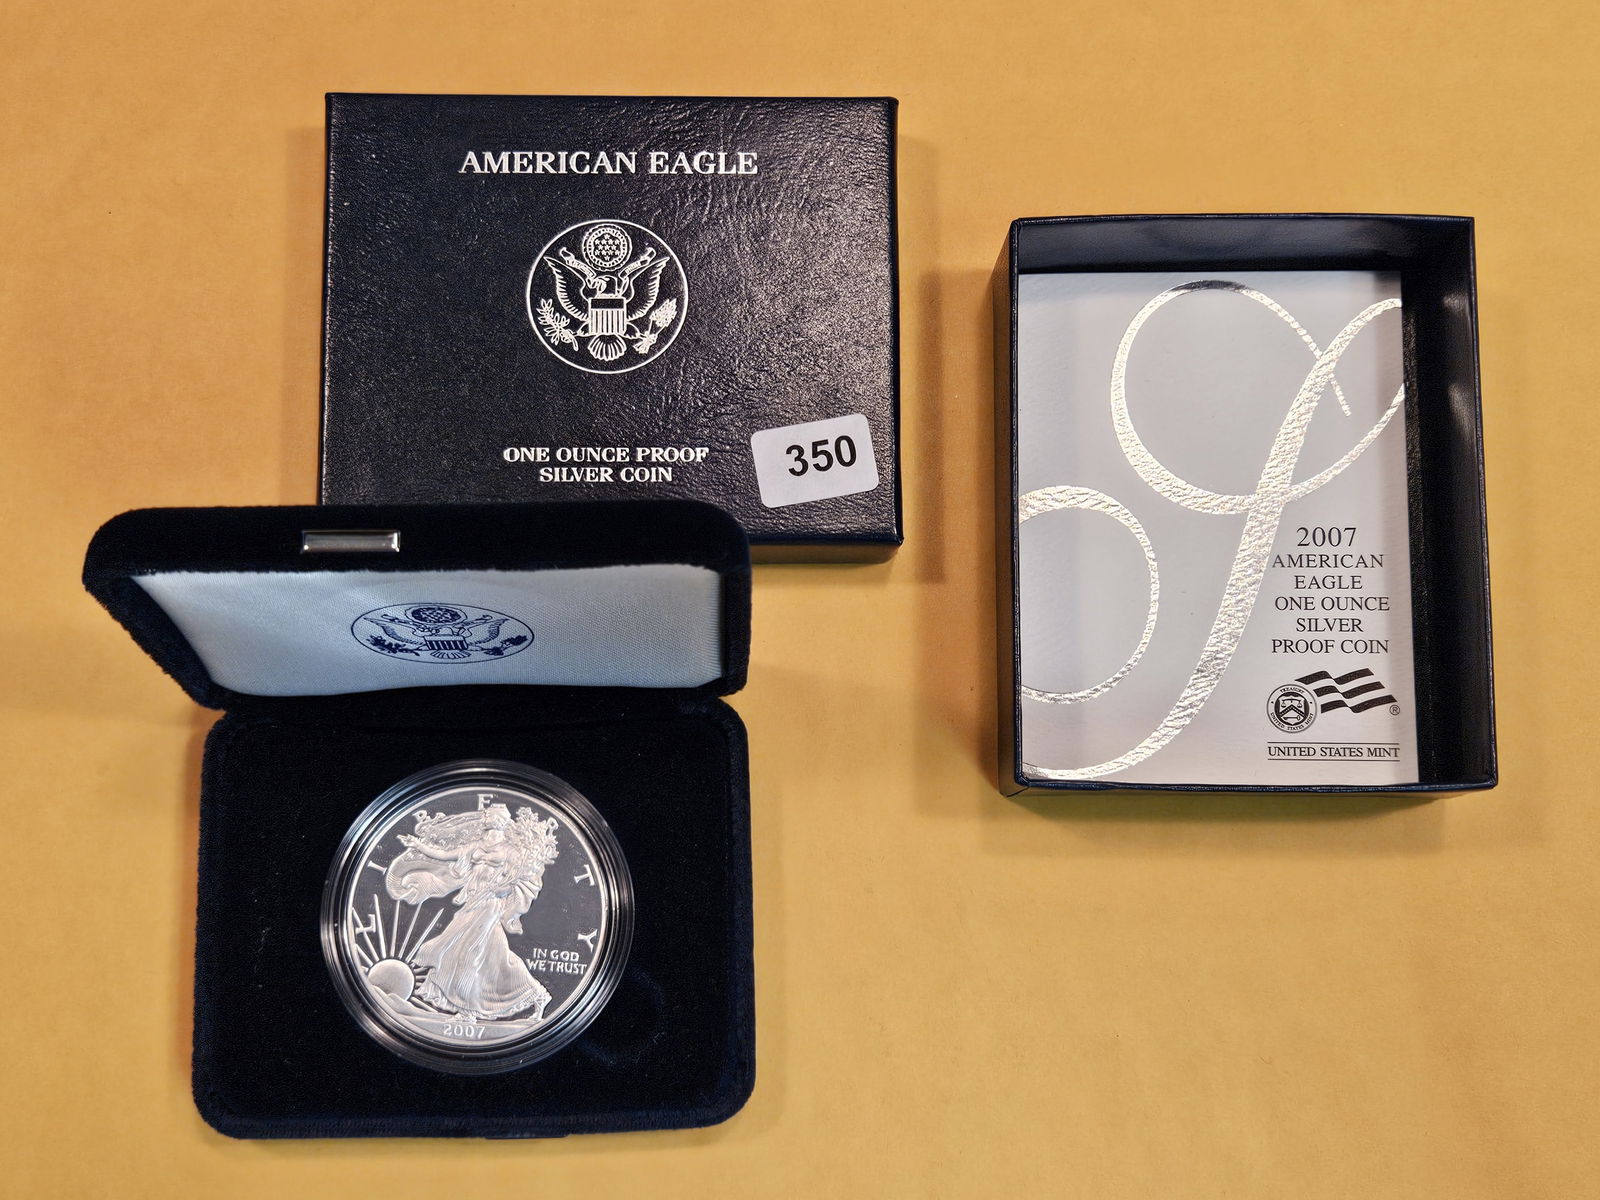 AMERICAN EAGLE
ONE OUNCE PROOF
SILVER COIN
350
2007
AMERICAN
EAGLE
ONE OUNCE
SILVER
PROOF COIN
®
UNITED STATES MINT
LIBERTY
IN GOD
WE TRUST
2007